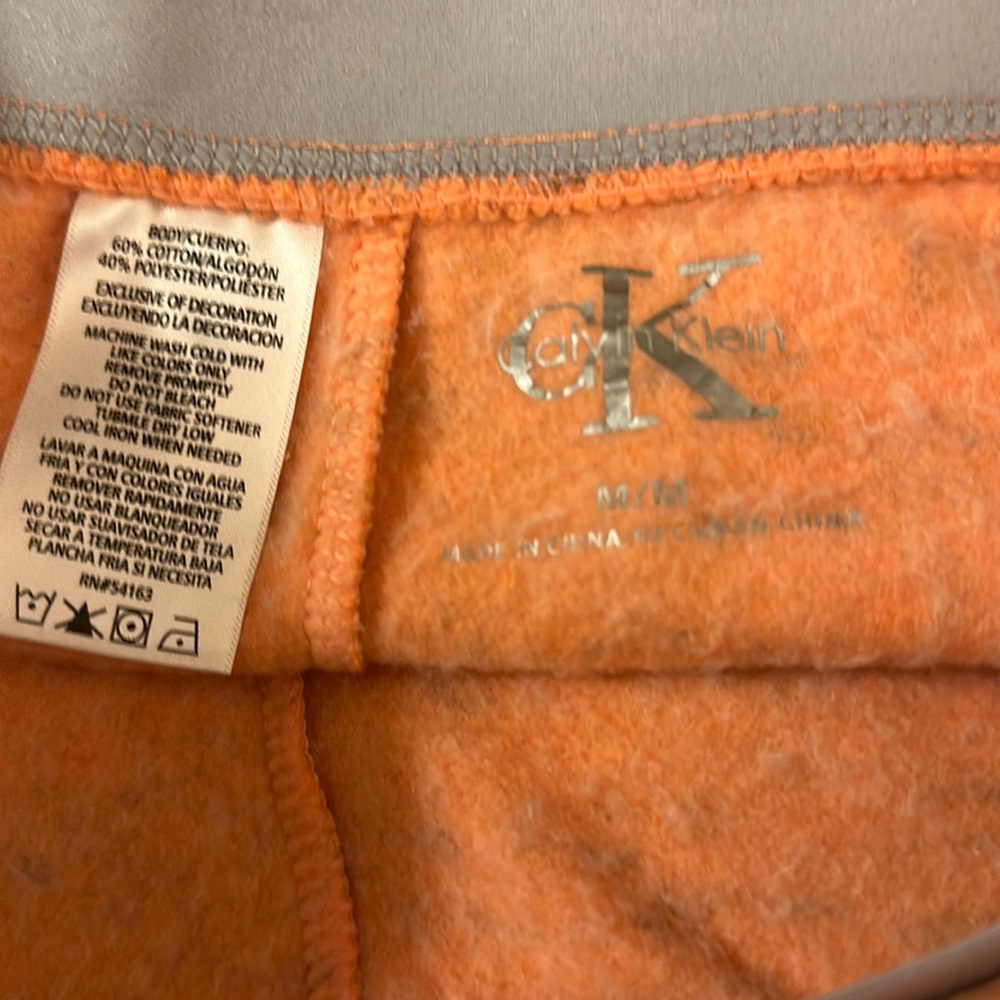 BODY/CUERPO:
60% COTTON/ALGODÓN
40% POLYESTER/POLIÉSTER
EXCLUSIVE OF DECORATION
EXCLUYENDO LA DECORACION
MACHINE WASH COLD WITH
LIKE COLORS ONLY
REMOVE PROMPTLY
DO NOT BLEACH
DO NOT USE FABRIC SOFTENER
TUBMLE DRY LOW
COOL IRON WHEN NEEDED
LAVAR A MAQUINA CON AGUA
FRIA Y CON COLORES IGUALES
REMOVER RAPIDAMENTE
NO USAR BLANQUEADOR
NO USAR SUAVISADOR DE TELA
SECAR A TEMPERATURA BAJA
PLANCHA FRIA SI NECESITA
RN#54163
CK
Calvin Klein
M/M
MADE IN CHINA CHINA